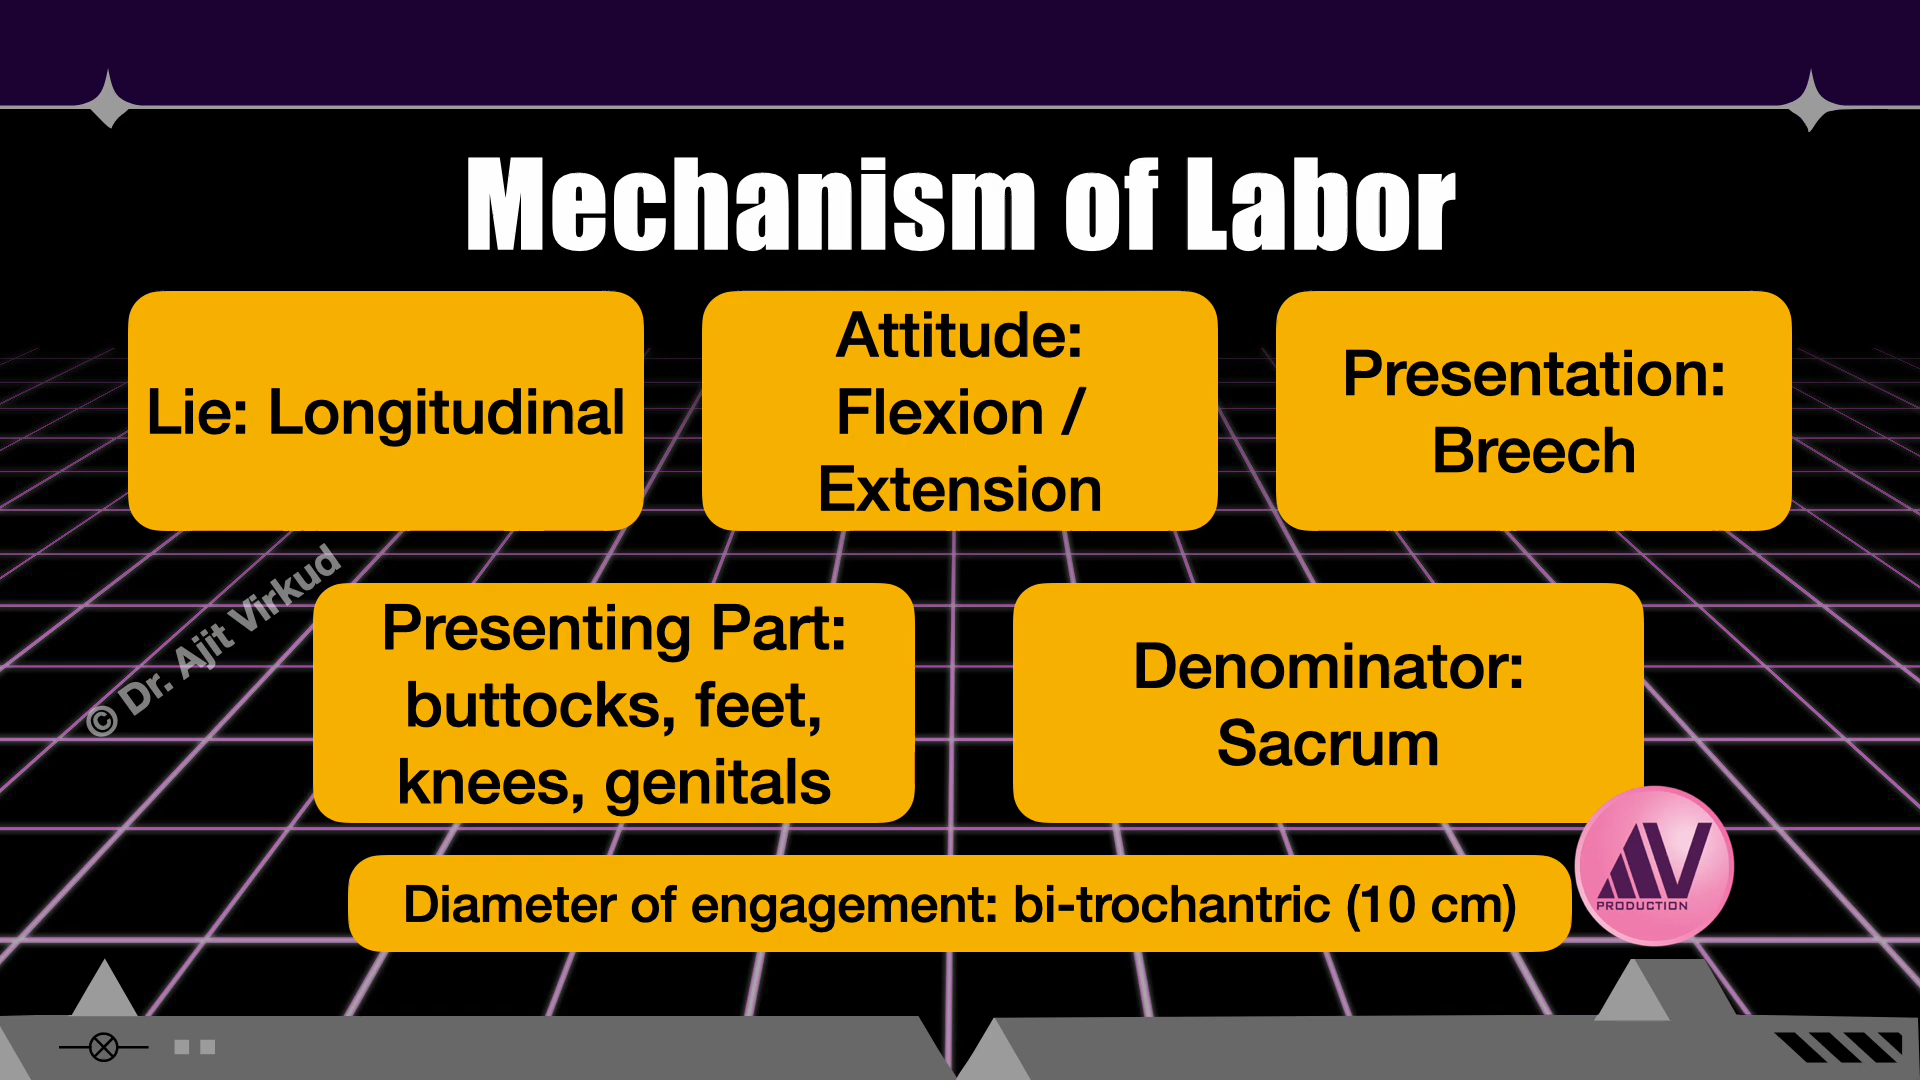 Mechanism of Labor
Lie: Longitudinal
Attitude:
Flexion /
Extension
Presentation:
Breech
© Dr. Ajit Virkud
Presenting Part:
buttocks, feet,
knees, genitals
Denominator:
Sacrum
AV
PRODUCTION
Diameter of engagement: bi-trochantric (10 cm)